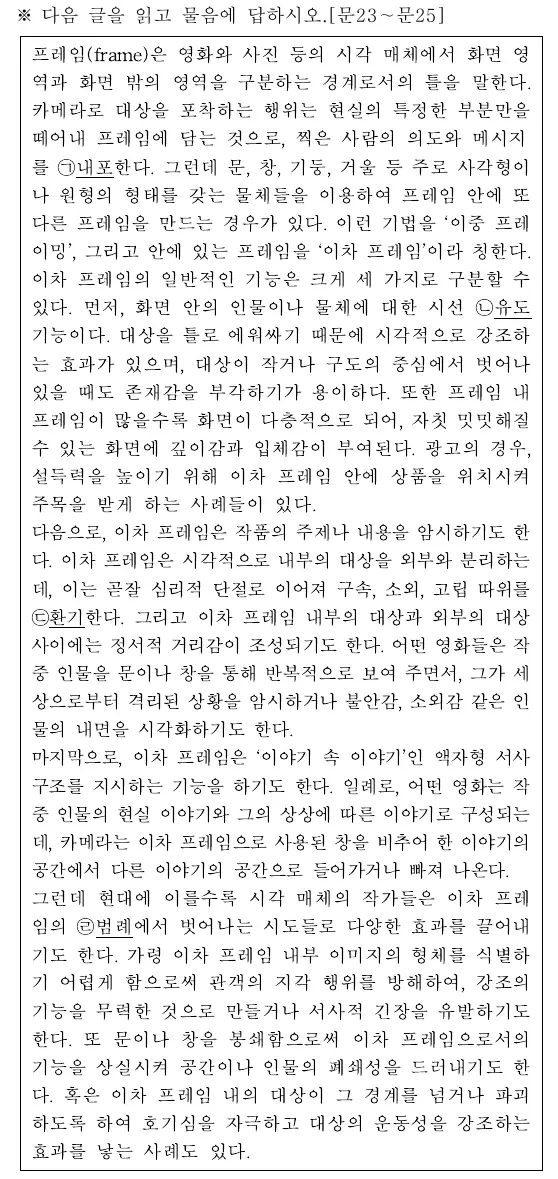 ※ 다음 글을 읽고 물음에 답하시오.[문23～문25]
프레임(frame)은 영화와 사진 등의 시각 매체에서 화면 영
역과 화면 밖의 영역을 구분하는 경계로서의 틀을 말한다.
카메라로 대상을 포착하는 행위는 현실의 특정한 부분만을
떼어내 프레임에 담는 것으로, 찍은 사람의 의도와 메시지
를 ㉠내포한다. 그런데 문, 창, 기둥, 거울 등 주로 사각형이
나 원형의 형태를 갖는 물체들을 이용하여 프레임 안에 또
다른 프레임을 만드는 경우가 있다. 이런 기법을 ‘이중 프레
이밍’, 그리고 안에 있는 프레임을 ‘이차 프레임’이라 칭한다.
이차 프레임의 일반적인 기능은 크게 세 가지로 구분할 수
있다. 먼저, 화면 안의 인물이나 물체에 대한 시선 ㉡유도
기능이다. 대상을 틀로 에워싸기 때문에 시각적으로 강조하
는 효과가 있으며, 대상이 작거나 구도의 중심에서 벗어나
있을 때도 존재감을 부각하기가 용이하다. 또한 프레임 내
프레임이 많을수록 화면이 다층적으로 되어, 자칫 밋밋해질
수 있는 화면에 깊이감과 입체감이 부여된다. 광고의 경우,
설득력을 높이기 위해 이차 프레임 안에 상품을 위치시켜
주목을 받게 하는 사례들이 있다.
다음으로, 이차 프레임은 작품의 주제나 내용을 암시하기도 한
다. 이차 프레임은 시각적으로 내부의 대상을 외부와 분리하는
데, 이는 곧잘 심리적 단절로 이어져 구속, 소외, 고립 따위를
㉢환기한다. 그리고 이차 프레임 내부의 대상과 외부의 대상
사이에는 정서적 거리감이 조성되기도 한다. 어떤 영화들은 작
중 인물을 문이나 창을 통해 반복적으로 보여 주면서, 그가 세
상으로부터 격리된 상황을 암시하거나 불안감, 소외감 같은 인
물의 내면을 시각화하기도 한다.
마지막으로, 이차 프레임은 ‘이야기 속 이야기’인 액자형 서사
구조를 지시하는 기능을 하기도 한다. 일례로, 어떤 영화는 작
중 인물의 현실 이야기와 그의 상상에 따른 이야기로 구성되는
데, 카메라는 이차 프레임으로 사용된 창을 비추어 한 이야기의
공간에서 다른 이야기의 공간으로 들어가거나 빠져 나온다.
그런데 현대에 이를수록 시각 매체의 작가들은 이차 프레
임의 ㉣범례에서 벗어나는 시도들로 다양한 효과를 끌어내
기도 한다. 가령 이차 프레임 내부 이미지의 형체를 식별하
기 어렵게 함으로써 관객의 지각 행위를 방해하여, 강조의
기능을 무력한 것으로 만들거나 서사적 긴장을 유발하기도
한다. 또 문이나 창을 봉쇄함으로써 이차 프레임으로서의
기능을 상실시켜 공간이나 인물의 폐쇄성을 드러내기도 한
다. 혹은 이차 프레임 내의 대상이 그 경계를 넘거나 파괴
하도록 하여 호기심을 자극하고 대상의 운동성을 강조하는
효과를 낳는 사례도 있다.